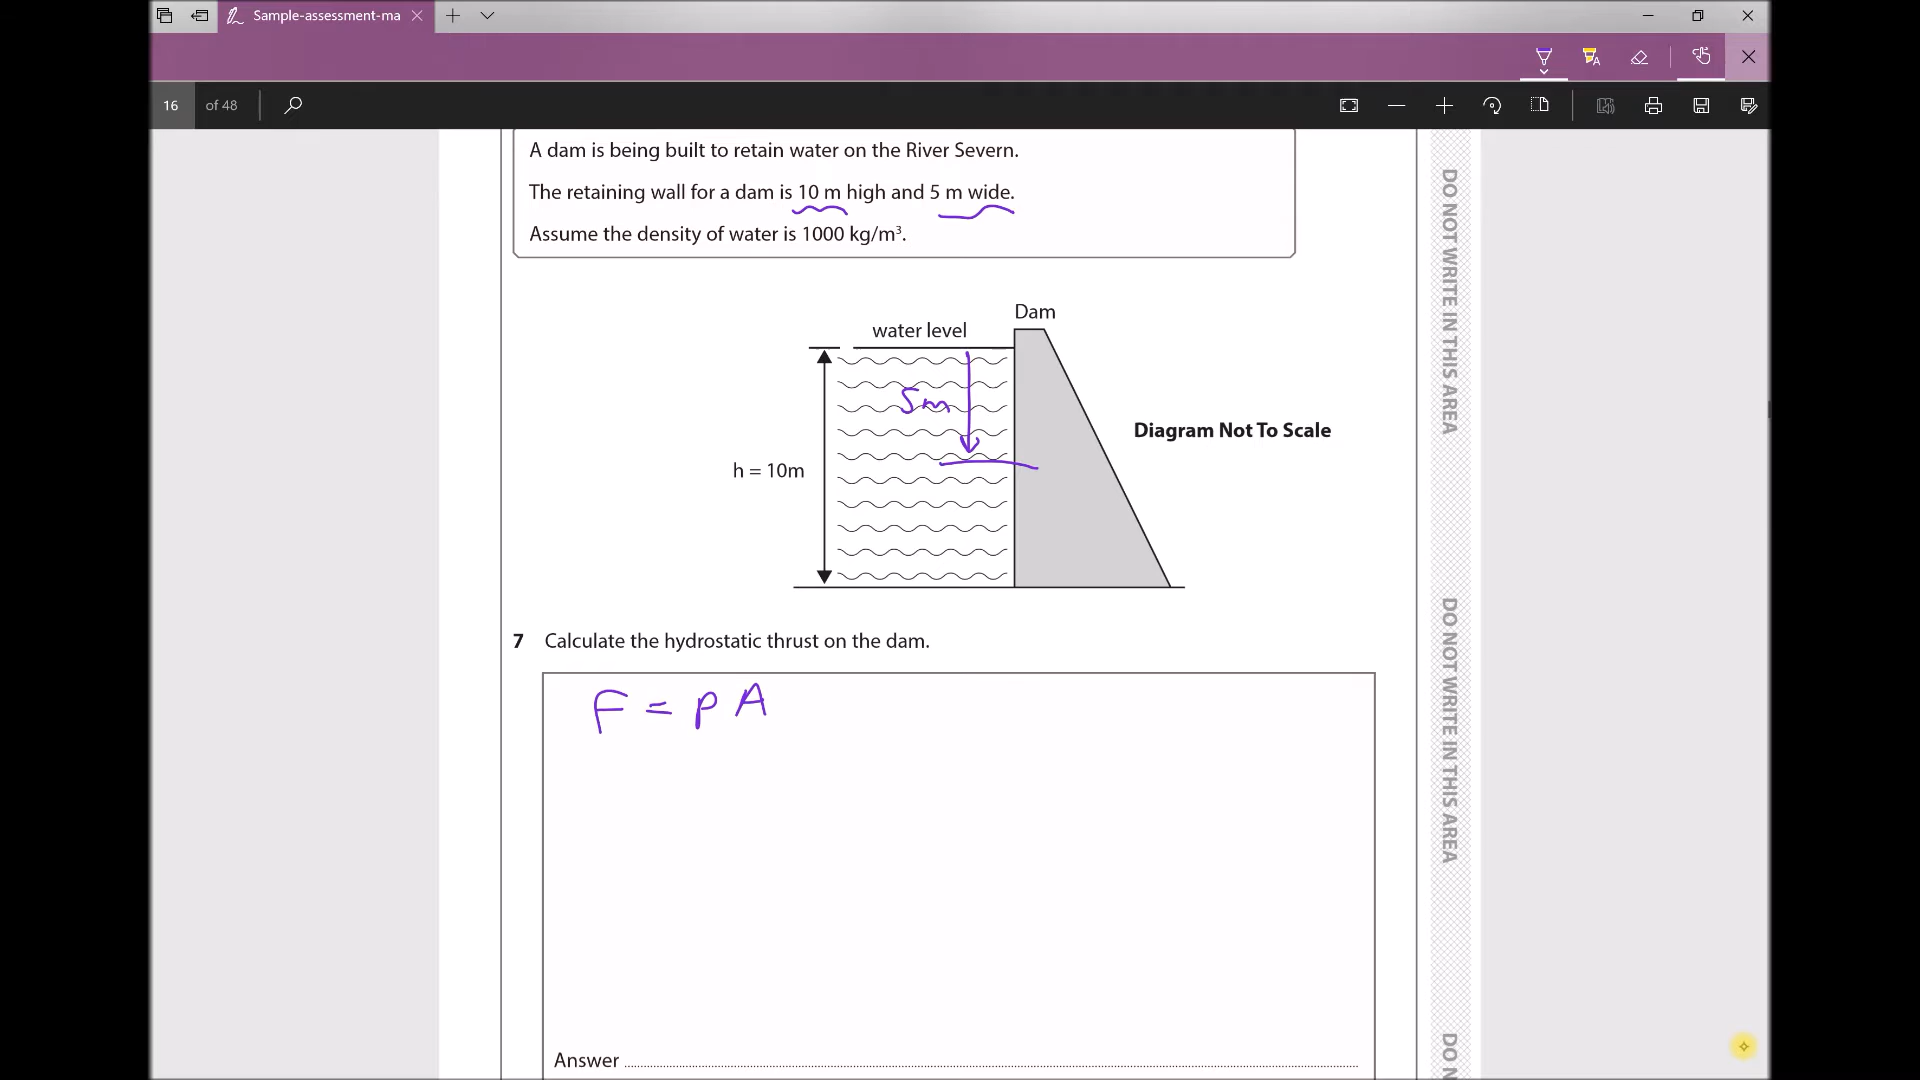 Sample-assessment-ma
16 of 48
A dam is being built to retain water on the River Severn.
The retaining wall for a dam is 10 m high and 5 m wide.
Assume the density of water is 1000 kg/m³.
Dam
water level
5m
Diagram Not To Scale
h = 10m
7 Calculate the hydrostatic thrust on the dam.
F = p A
Answer
DO NOT WRITE IN THIS AREA
DO NOT WRITE IN THIS AREA
DO N